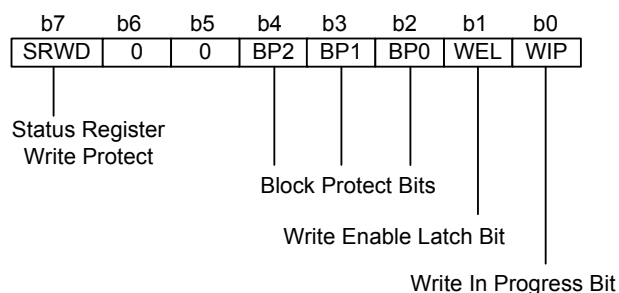 b7 b6 b5 b4 b3 b2 b1 b0
SRWD 0 0 BP2 BP1 BP0 WEL WIP
Status Register
Write Protect
Block Protect Bits
Write Enable Latch Bit
Write In Progress Bit